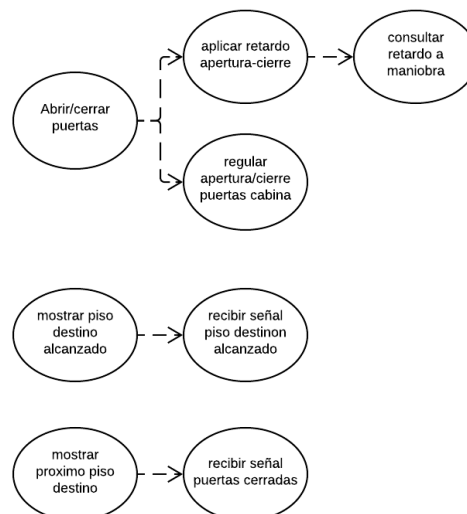 aplicar retardo
apertura-cierre
consultar
retardo a
maniobra
Abrir/cerrar
puertas
regular
apertura/cierre
puertas cabina
mostrar piso
destino
alcanzado
recibir señal
piso destinon
alcanzado
mostrar
proximo piso
destino
recibir señal
puertas cerradas